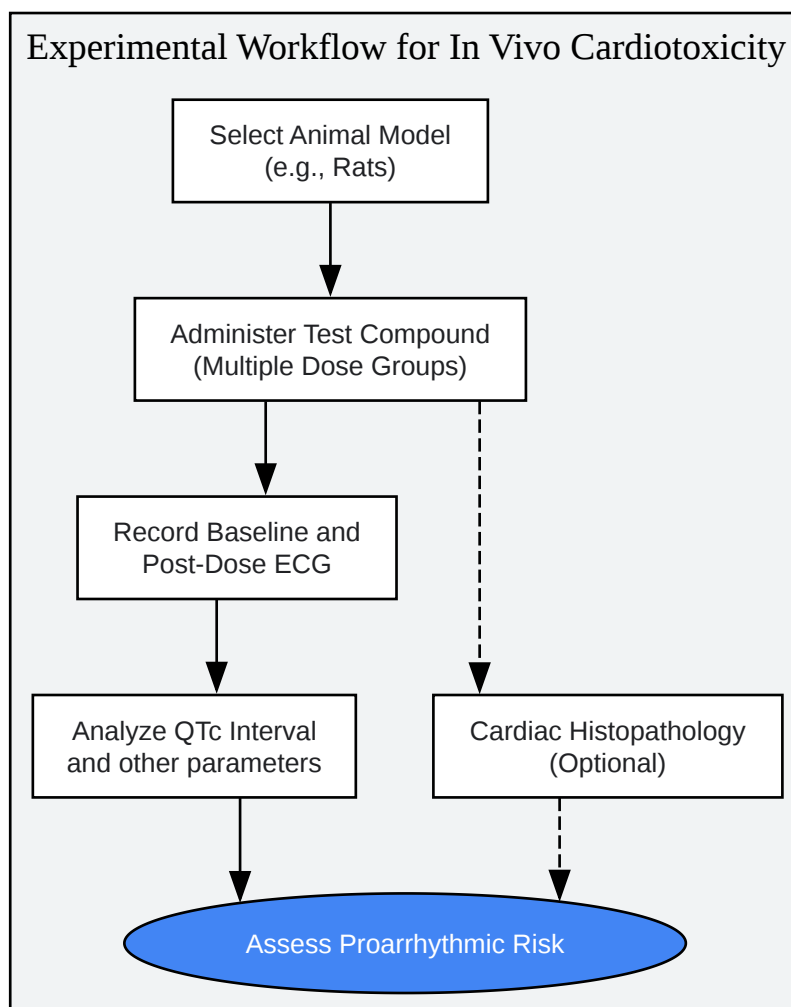 Experimental Workflow for In Vivo Cardiotoxicity
Select Animal Model
(e.g., Rats)
Administer Test Compound
(Multiple Dose Groups)
Record Baseline and
Post-Dose ECG
Analyze QTc Interval
and other parameters
Cardiac Histopathology
(Optional)
Assess Proarrhythmic Risk